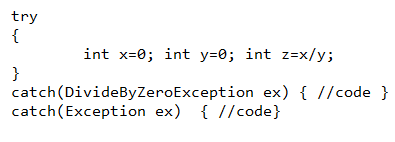 try
{
        int x=0; int y=0; int z=x/y;
}
catch(DivideByZeroException ex) { //code }
catch(Exception ex)  { //code}